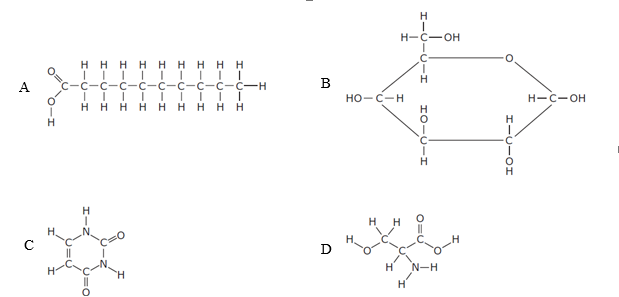 A
H H H H H H H H H
O
C–C–C–C–C–C–C–C–C–C–H
O H H H H H H H H H
H
B
H
H–C–OH
C O
H
HO–C–H H–C–OH
H
O H
C C
H O
H
C
H
H N O
C C
H C N H
C
O
D
H H O
H C C H
O C O
H N–H
H